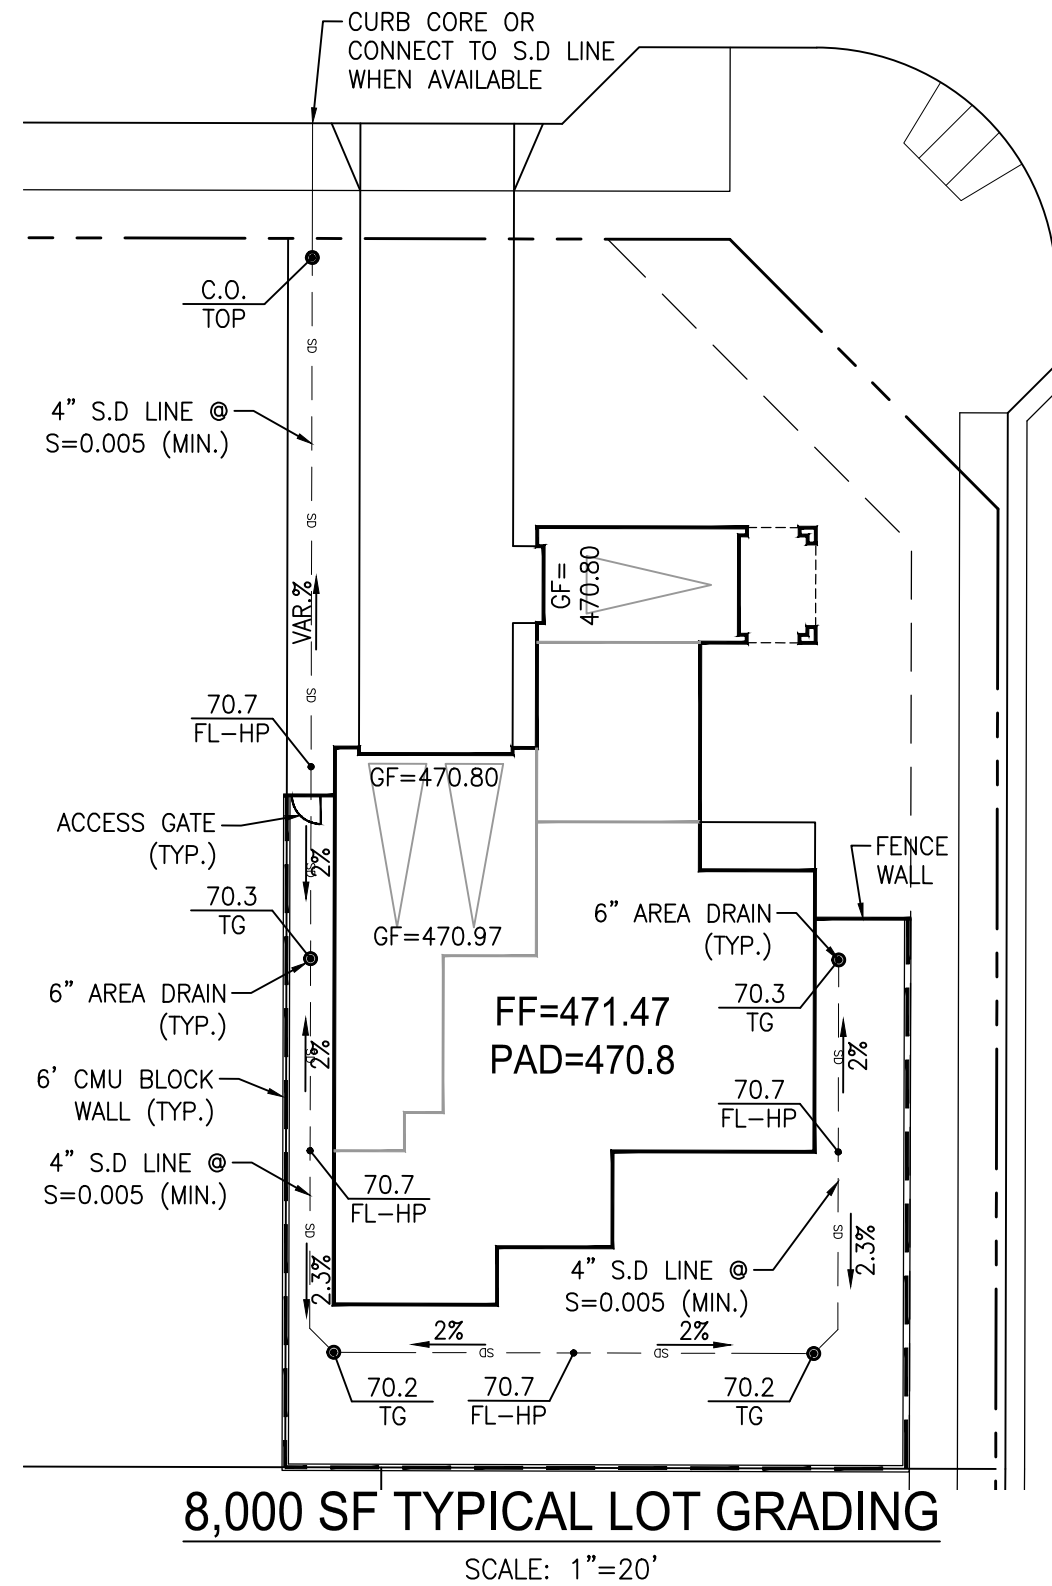 CURB CORE OR
CONNECT TO S.D LINE
WHEN AVAILABLE
C.O.
TOP
SD
4" S.D LINE @
S=0.005 (MIN.)
SD
GF=
470.80
VAR.%
SD
70.7
FL-HP
GF=470.80
ACCESS GATE
(TYP.)
2%
SD
FENCE
WALL
70.3
TG
6" AREA DRAIN
(TYP.)
GF=470.97
6" AREA DRAIN
(TYP.)
70.3
TG
FF=471.47
PAD=470.8
2%
SD
2%
SD
6' CMU BLOCK
WALL (TYP.)
70.7
FL-HP
4" S.D LINE @
S=0.005 (MIN.)
70.7
FL-HP
SD
2.3%
SD
2.3%
4" S.D LINE @
S=0.005 (MIN.)
2%
SD
2%
SD
70.2
TG
70.7
FL-HP
70.2
TG
8,000 SF TYPICAL LOT GRADING
SCALE: 1"=20'